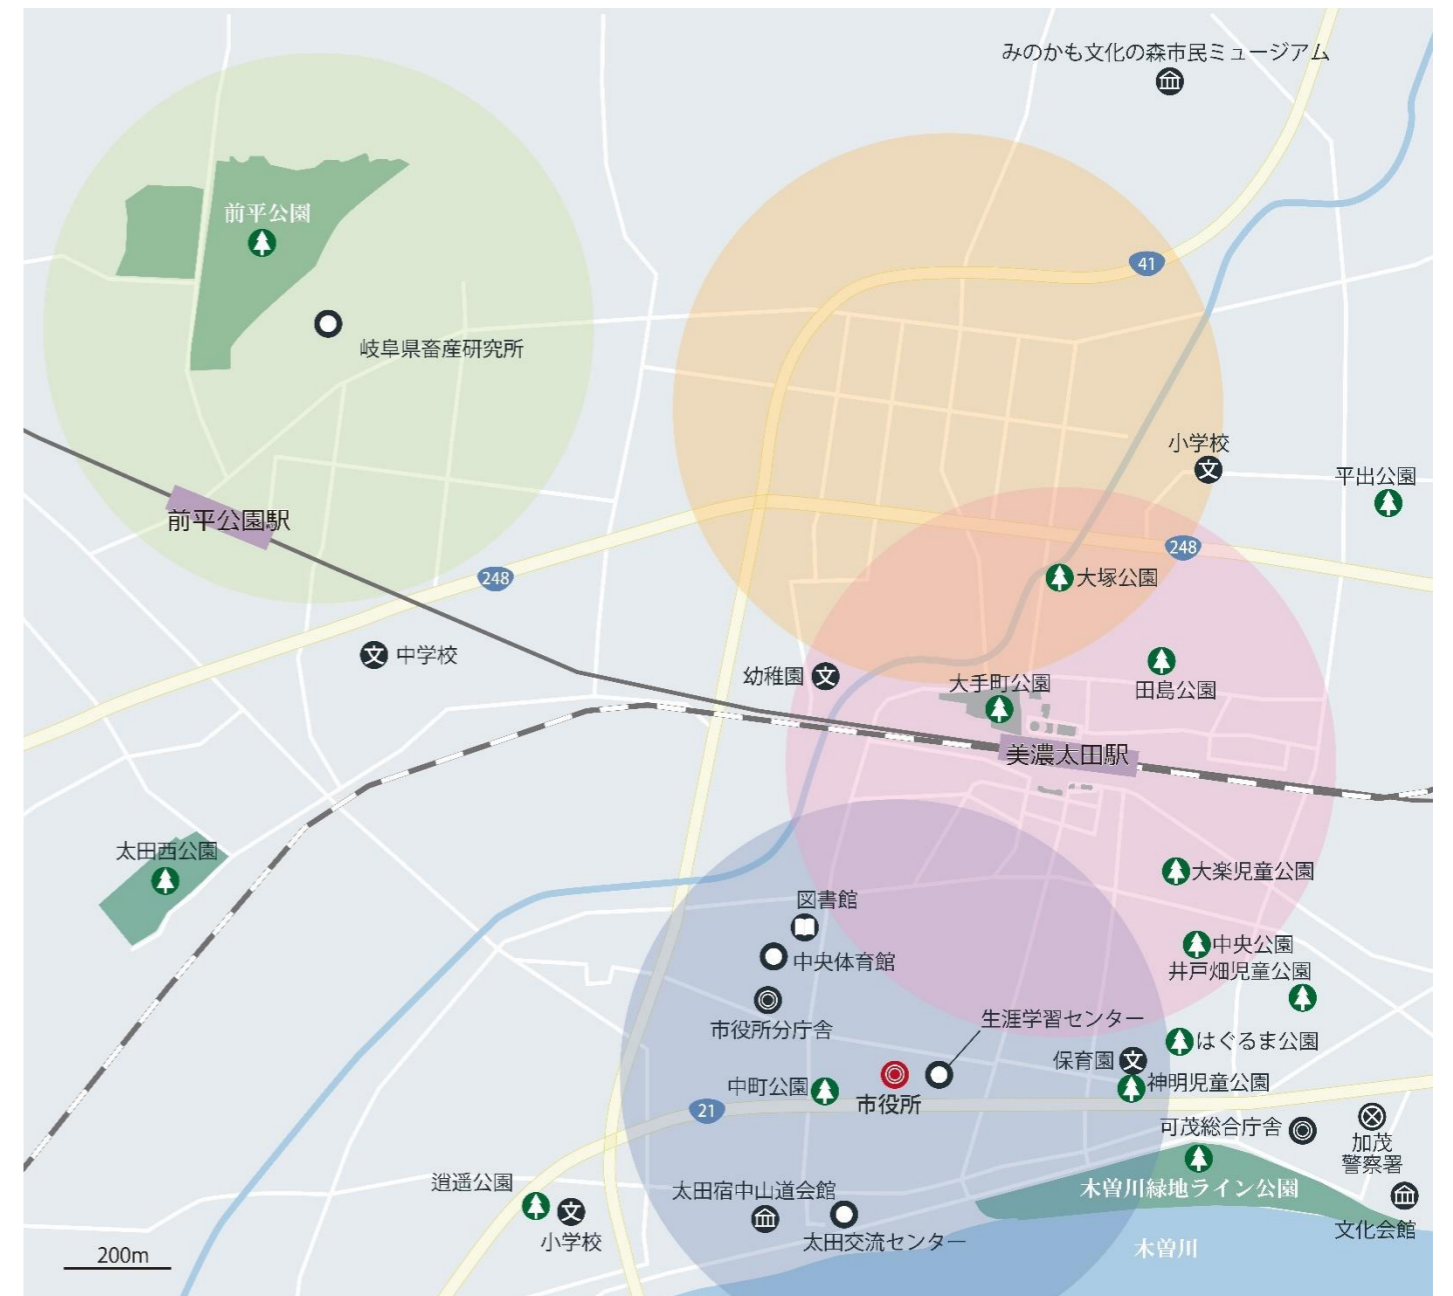 みのかも文化の森市民ミュージアム
前平公園
41
岐阜県畜産研究所
小学校
文
平出公園
前平公園駅
248
248
大塚公園
文
中学校
幼稚園
文
大手町公園
田島公園
美濃太田駅
太田西公園
大楽児童公園
図書館
中央公園
中央体育館
井戸畑児童公園
市役所分庁舎
生涯学習センター
はぐるま公園
保育園
文
神明児童公園
中町公園
市役所
21
可茂総合庁舎
加茂
警察署
逍遥公園
文
小学校
太田宿中山道会館
太田交流センター
木曽川緑地ライン公園
文化会館
木曽川
200m